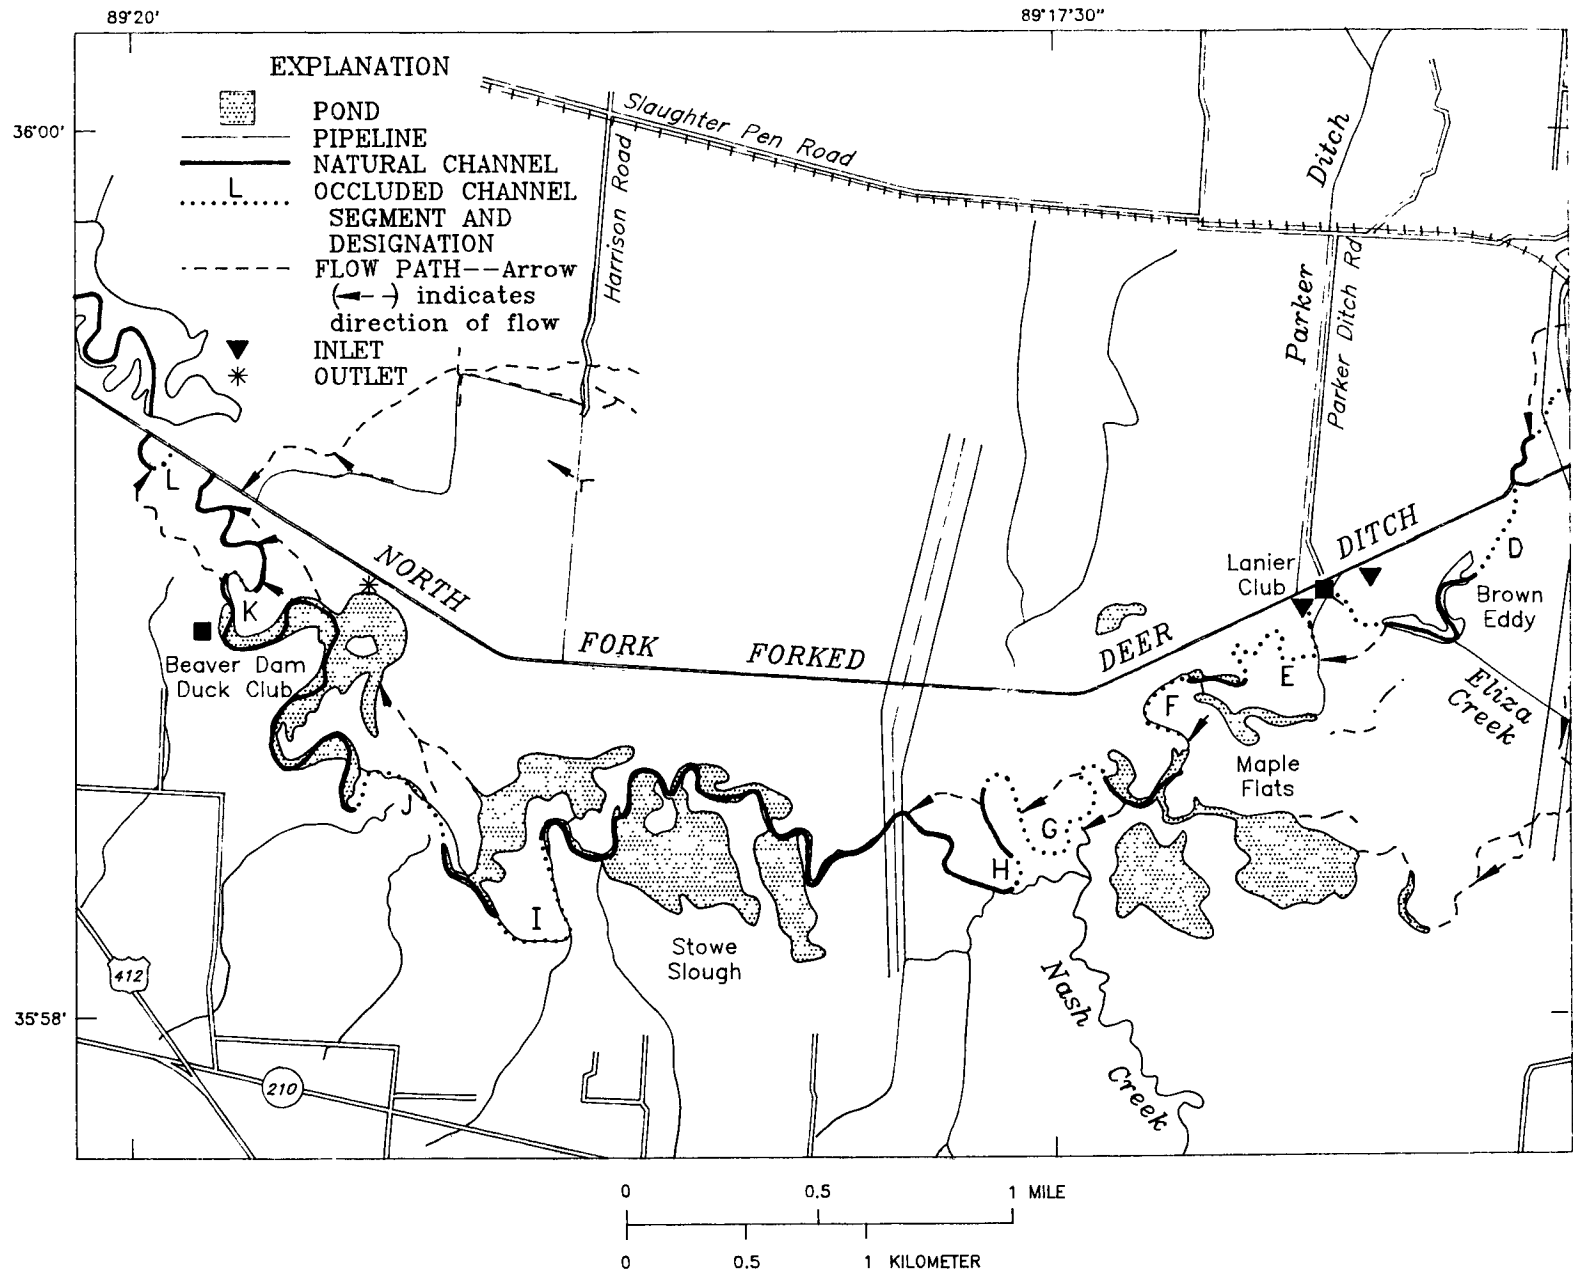 89°20'
89°17'30"
36°00'
35°58'
EXPLANATION
POND
PIPELINE
NATURAL CHANNEL
L
OCCLUDED CHANNEL
SEGMENT AND
DESIGNATION
FLOW PATH--Arrow
(◄--) indicates
direction of flow
INLET
OUTLET
Slaughter Pen Road
Harrison Road
Ditch
Parker
Parker Ditch Rd
L
NORTH
FORK
FORKED
DEER
DITCH
Lanier
Club
D
Brown
Eddy
K
Beaver Dam
Duck Club
E
F
Eliza
Creek
Maple
Flats
J
G
H
I
Stowe
Slough
Nash
Creek
412
210
0 0.5 1 MILE
0 0.5 1 KILOMETER